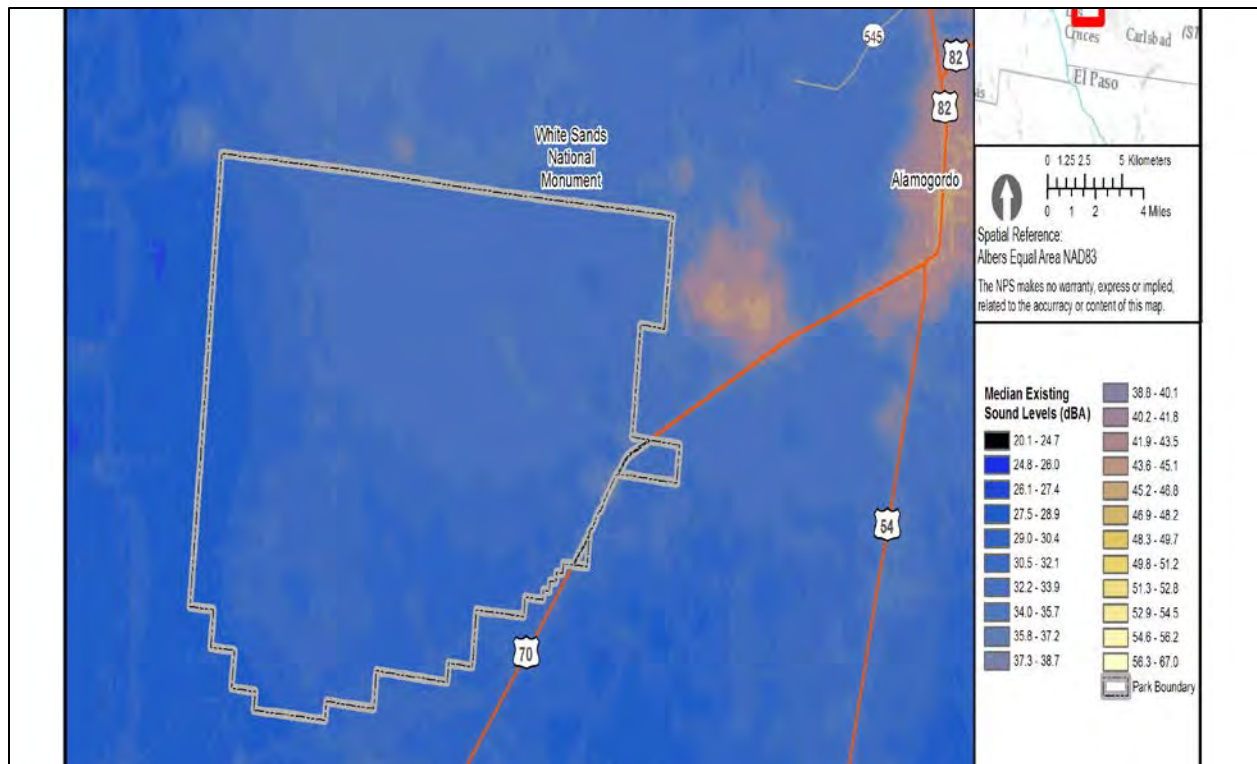 545
82
82
White Sands
National
Monument
Alamogordo
54
70
Cruces
Carlsbad
El Paso
0 1.25 2.5 5 Kilometers
0 1 2 4 Miles
Spatial Reference:
Albers Equal Area NAD83
The NPS makes no warranty, express or implied,
related to the accurracy or content of this map.
Median Existing
Sound Levels (dBA)
20.1 - 24.7
24.8 - 26.0
26.1 - 27.4
27.5 - 28.9
29.0 - 30.4
30.5 - 32.1
32.2 - 33.9
34.0 - 35.7
35.8 - 37.2
37.3 - 38.7
38.8 - 40.1
40.2 - 41.8
41.9 - 43.5
43.6 - 45.1
45.2 - 46.8
46.9 - 48.2
48.3 - 49.7
49.8 - 51.2
51.3 - 52.8
52.9 - 54.5
54.6 - 56.2
56.3 - 67.0
Park Boundary